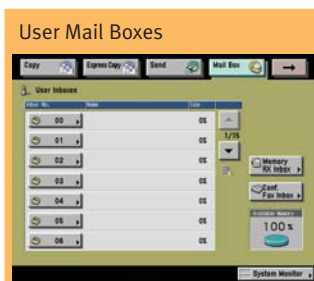 User Mail Boxes
Copy
Express Copy
Send
Mail Box
User Inboxes
Inbox No.
Name
Size
00
0%
01
0%
02
0%
03
0%
04
0%
05
0%
06
0%
1/15
Memory
RX Inbox
Conf.
Fax Inbox
Available Memory
100%
System Monitor